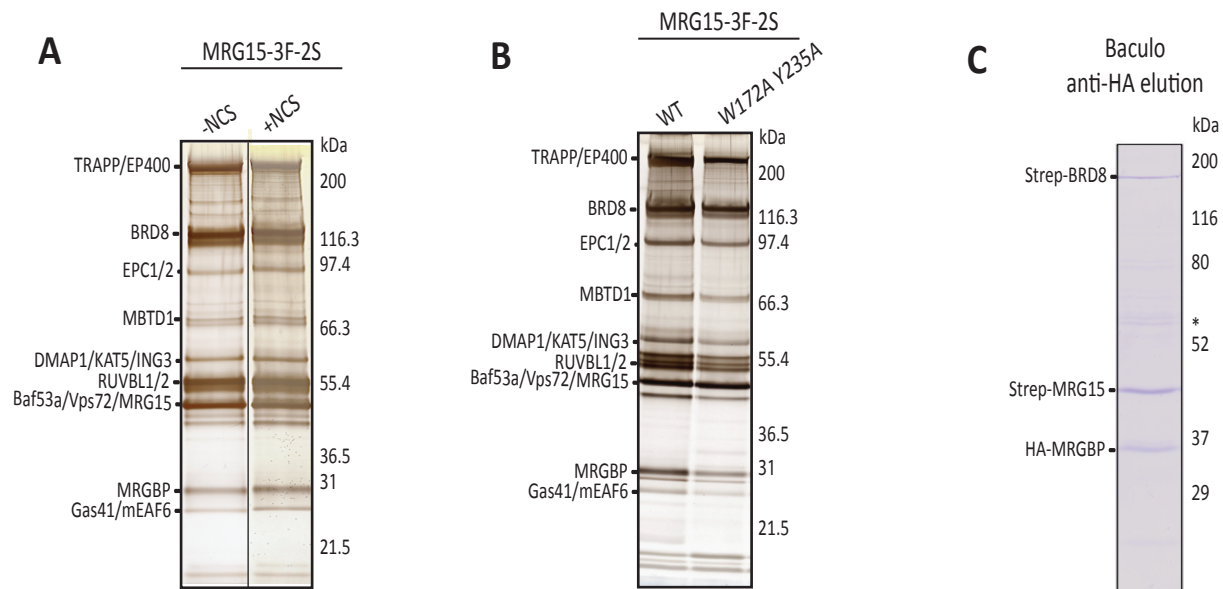 A
MRG15-3F-2S
-NCS
+NCS
kDa
TRAPP/EP400
200
BRD8
116.3
EPC1/2
97.4
MBTD1
66.3
DMAP1/KAT5/ING3
RUVBL1/2
55.4
Baf53a/Vps72/MRG15
36.5
31
MRGBP
Gas41/mEAF6
21.5
B
MRG15-3F-2S
WT
W172A Y235A
kDa
TRAPP/EP400
200
BRD8
116.3
EPC1/2
97.4
MBTD1
66.3
DMAP1/KAT5/ING3
55.4
RUVBL1/2
Baf53a/Vps72/MRG15
36.5
MRGBP
31
Gas41/mEAF6
21.5
C
Baculo
anti-HA elution
kDa
200
Strep-BRD8
116
80
*
52
Strep-MRG15
37
HA-MRGBP
29